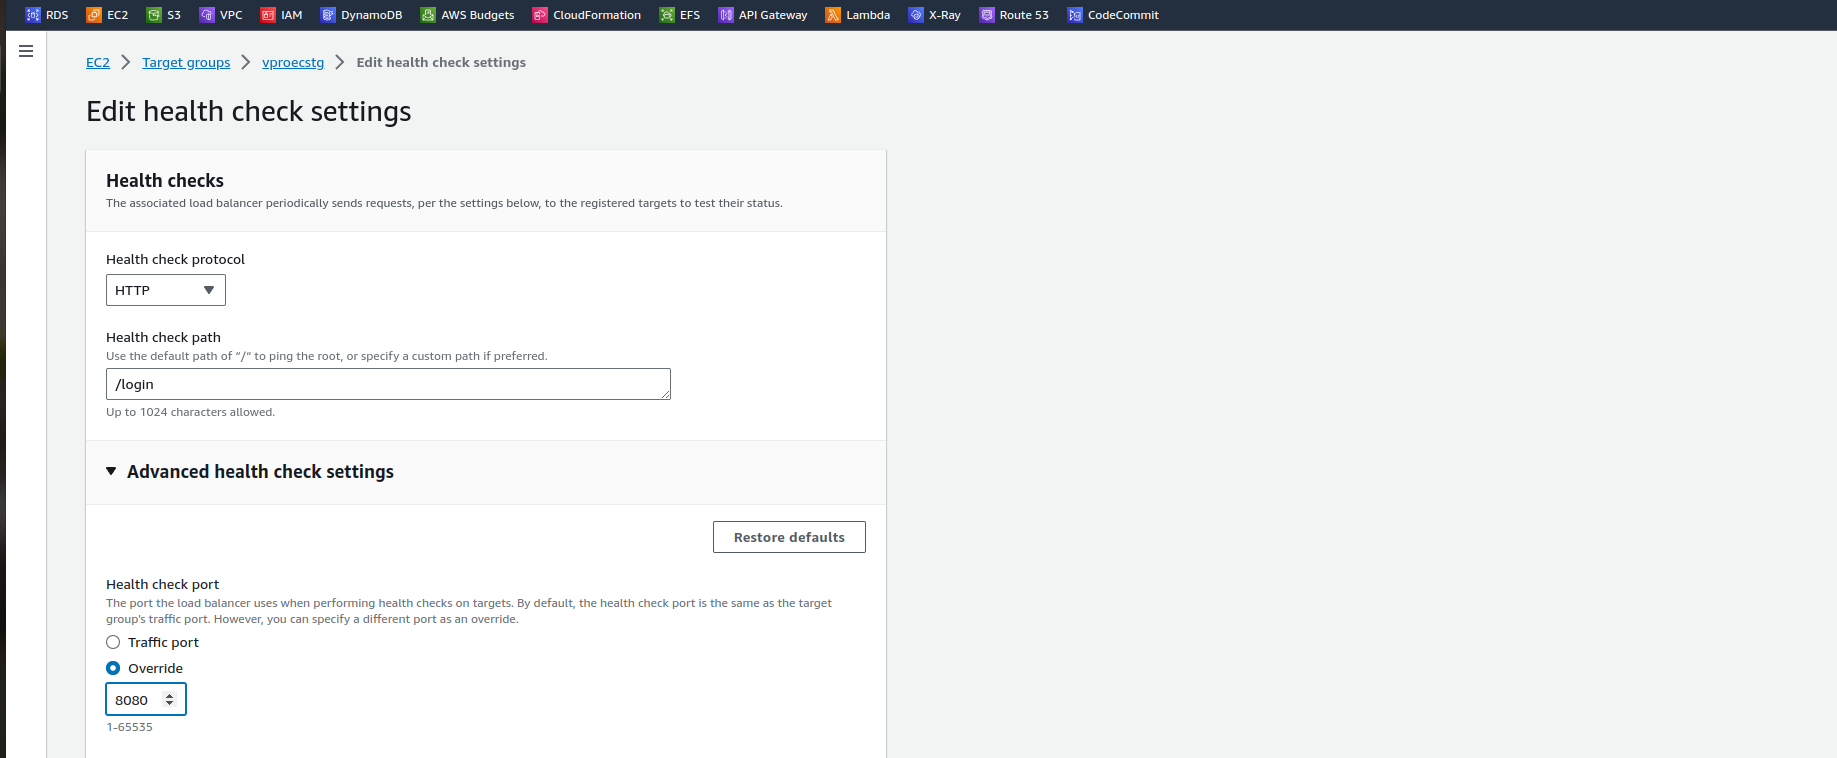 RDS EC2 S3 VPC IAM DynamoDB AWS Budgets CloudFormation EFS API Gateway Lambda X-Ray Route 53 CodeCommit
EC2 Target groups vproecstg Edit health check settings
Edit health check settings
Health checks
The associated load balancer periodically sends requests, per the settings below, to the registered targets to test their status.
Health check protocol
HTTP
Health check path
Use the default path of "/" to ping the root, or specify a custom path if preferred.
/login
Up to 1024 characters allowed.
Advanced health check settings
Restore defaults
Health check port
The port the load balancer uses when performing health checks on targets. By default, the health check port is the same as the target
group's traffic port. However, you can specify a different port as an override.
Traffic port
Override
8080
1-65535